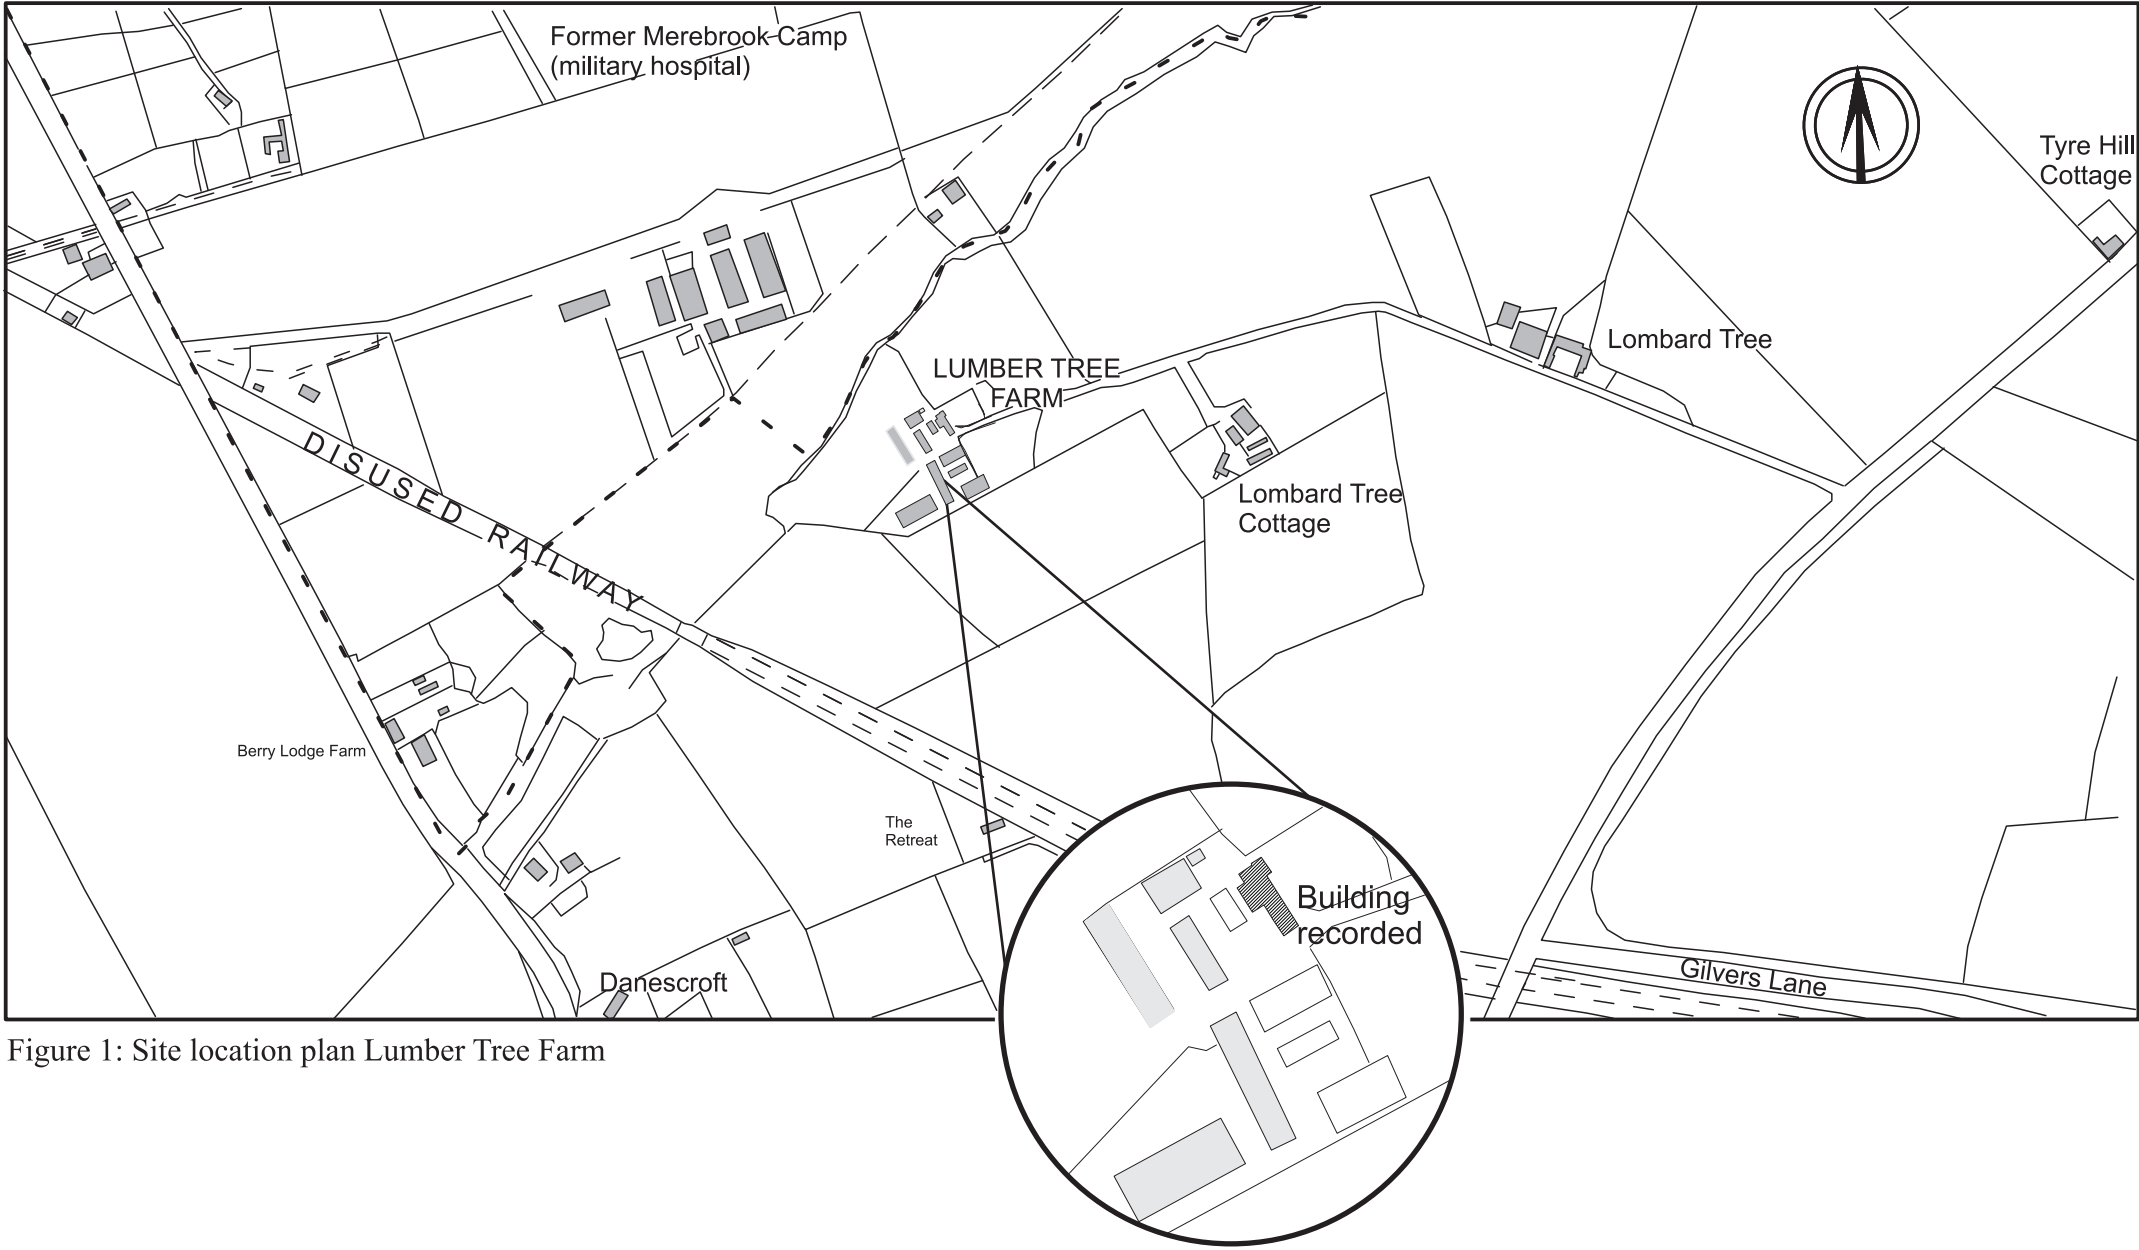 Former Merebrook Camp
(military hospital)
Tyre Hill
Cottage
Lombard Tree
LUMBER TREE
FARM
DISUSED RAILWAY
Lombard Tree
Cottage
Berry Lodge Farm
The
Retreat
Building
recorded
Gilvers Lane
Danescroft
Figure 1: Site location plan Lumber Tree Farm